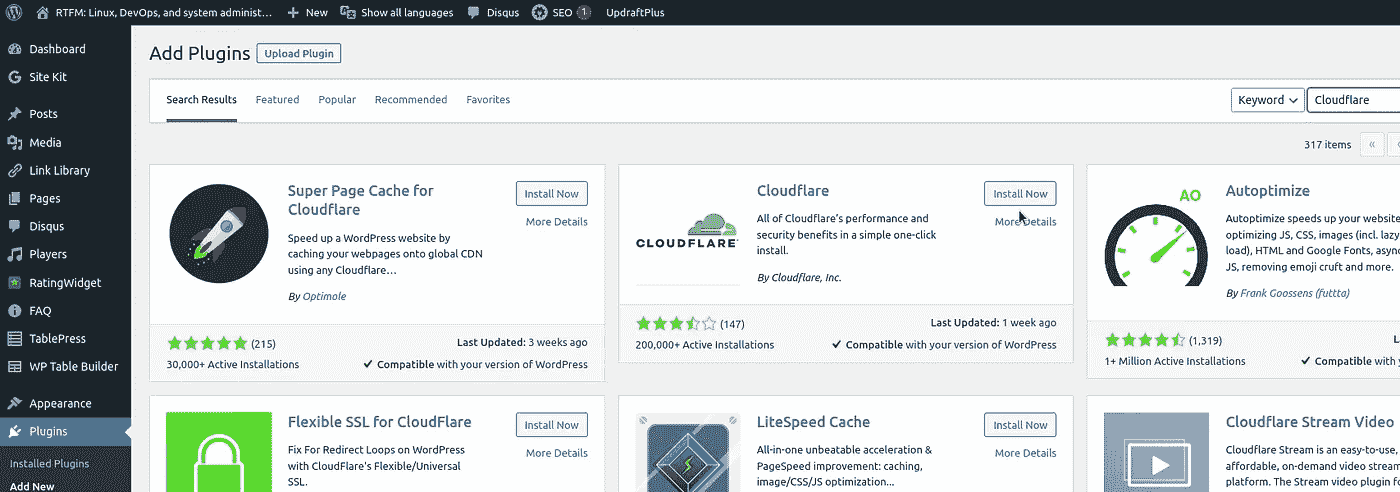 RTFM: Linux, DevOps, and system administ… New Show all languages Disqus SEO 1 UpdraftPlus
Dashboard
Site Kit
Posts
Media
Link Library
Pages
Disqus
Players
RatingWidget
FAQ
TablePress
WP Table Builder
Appearance
Plugins
Installed Plugins
Add New
Add Plugins Upload Plugin
Search Results Featured Popular Recommended Favorites Keyword Cloudflare
317 items «
Super Page Cache for
Cloudflare
Install Now
More Details
Speed up a WordPress website by
caching your webpages onto global CDN
using any Cloudflare…
By Optimole
(215)
Last Updated: 3 weeks ago
30,000+ Active Installations
Compatible with your version of WordPress
CLOUDFLARE
Cloudflare
Install Now
More Details
All of Cloudflare's performance and
security benefits in a simple one-click
install.
By Cloudflare, Inc.
(147)
Last Updated: 1 week ago
200,000+ Active Installations
Compatible with your version of WordPress
AO
Autoptimize
Autoptimize speeds up your website
optimizing JS, CSS, images (incl. lazy
load), HTML and Google Fonts, async
JS, removing emoji cruft and more.
By Frank Goossens (futtta)
(1,319)
1+ Million Active Installations
Compatible with
Flexible SSL for CloudFlare
Install Now
More Details
Fix For Redirect Loops on WordPress
with CloudFlare's Flexible/Universal
SSL.
LiteSpeed Cache
Install Now
More Details
All-in-one unbeatable acceleration &
PageSpeed improvement: caching,
image/CSS/JS optimization...
Cloudflare Stream Video
Cloudflare Stream is an easy-to-use,
affordable, on-demand video stream
platform. The Stream video plugin